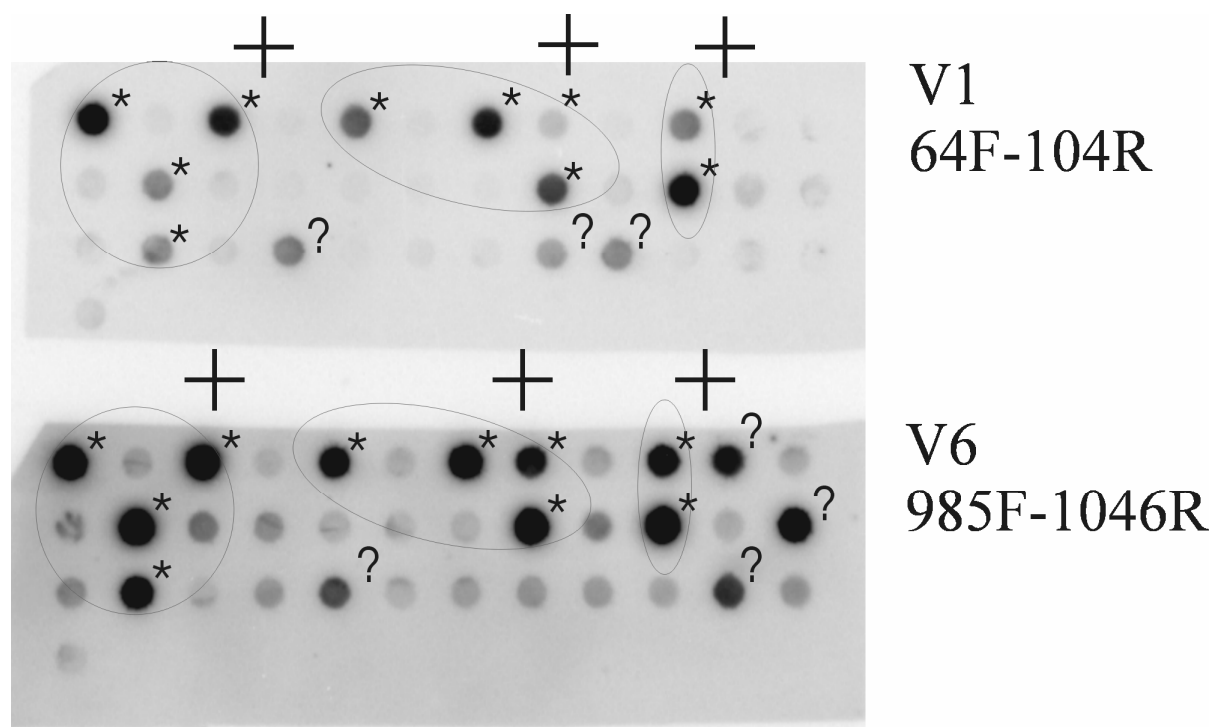 + + +
* * * * * *
* * *
* ? ? ?
V1
64F-104R
+ + +
* * * * * * ?
* * * ?
* ? ?
V6
985F-1046R